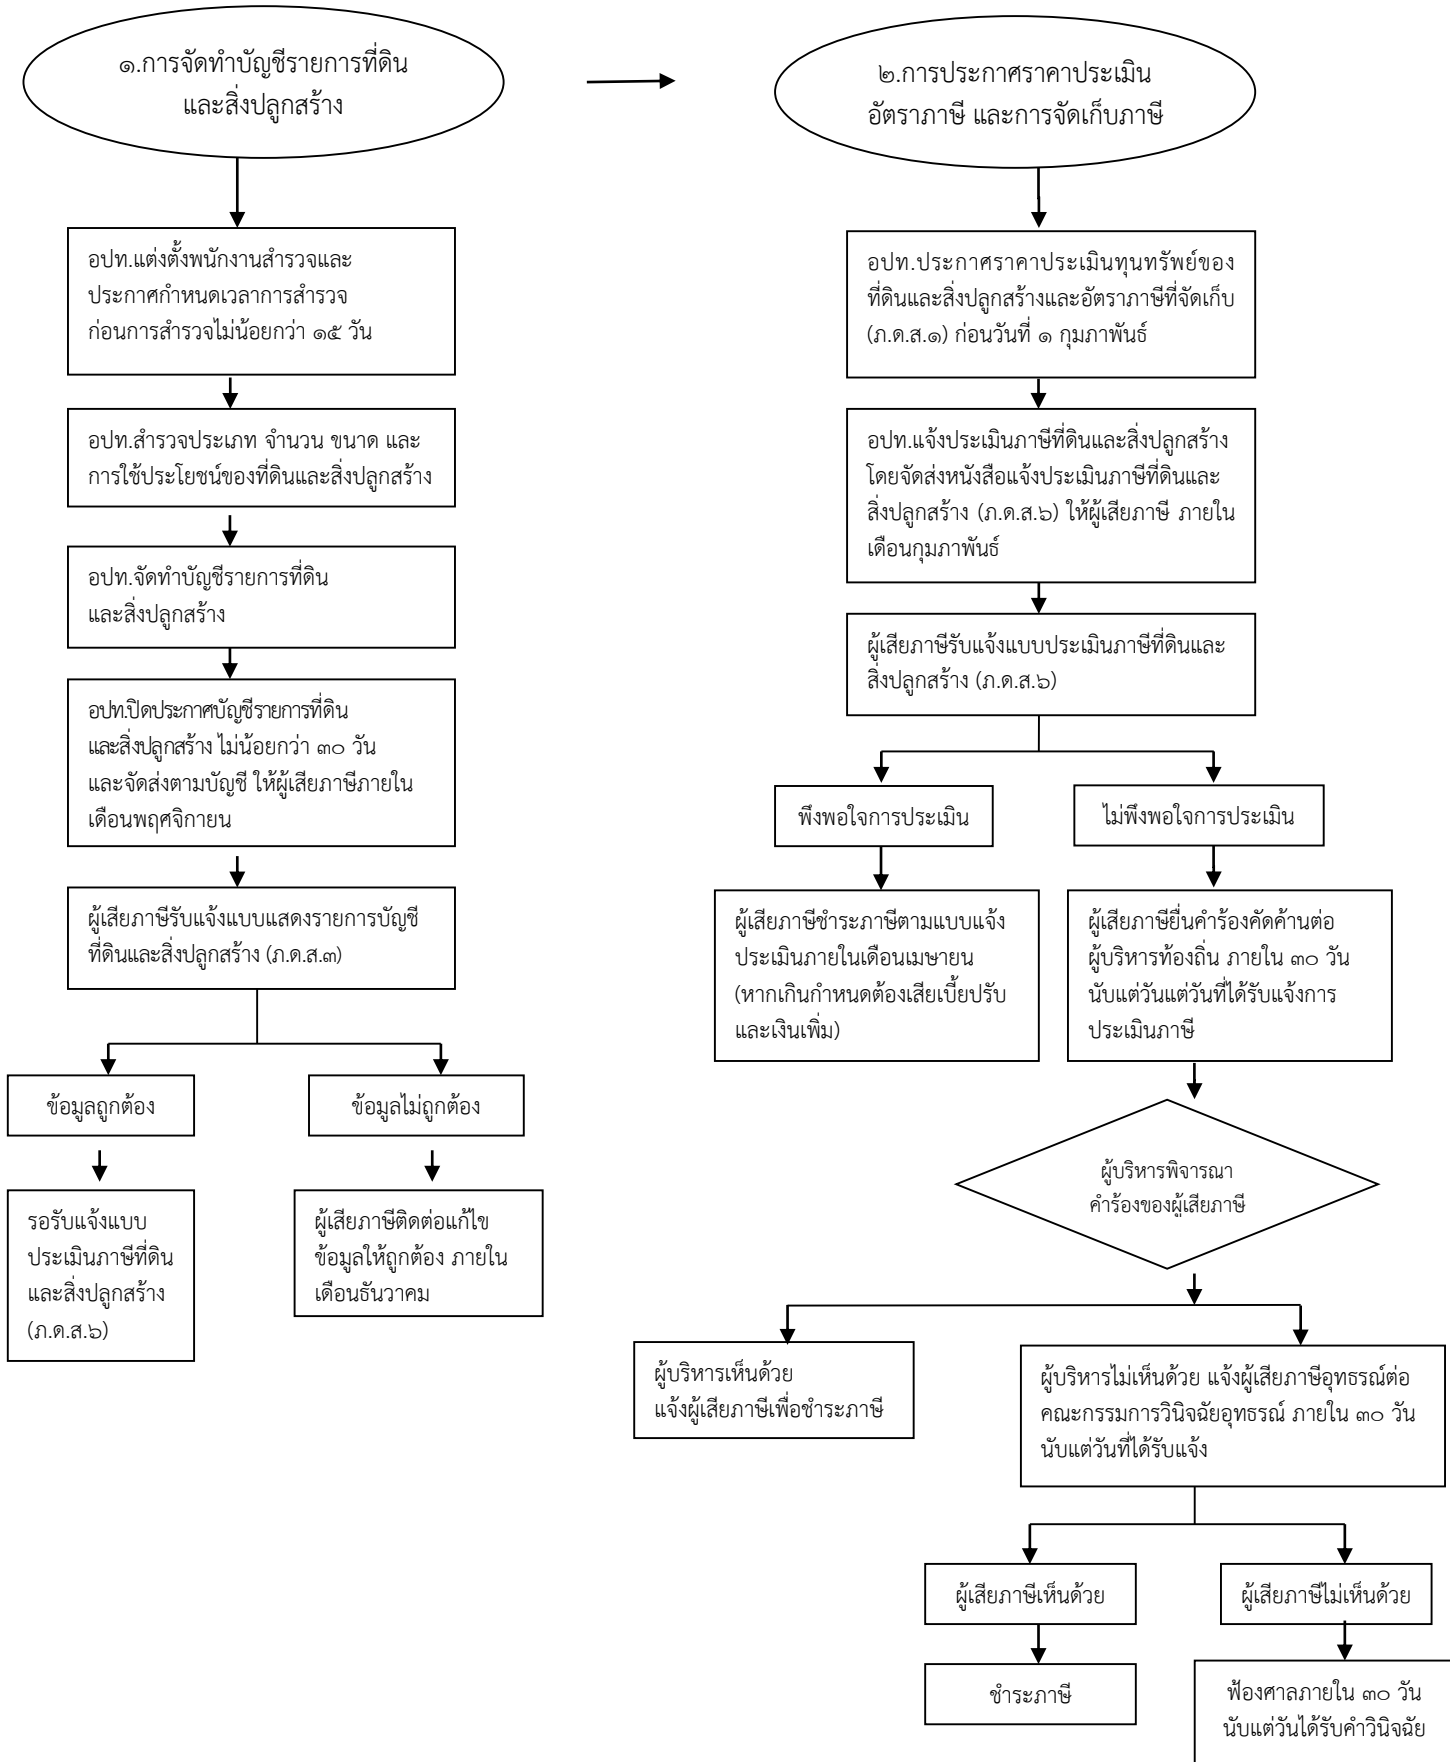 ๑.การจัดทำบัญชีรายการที่ดิน
และสิ่งปลูกสร้าง
อปท.แต่งตั้งพนักงานสำรวจและ
ประกาศกำหนดเวลาการสำรวจ
ก่อนการสำรวจไม่น้อยกว่า ๑๕ วัน
อปท.สำรวจประเภท จำนวน ขนาด และ
การใช้ประโยชน์ของที่ดินและสิ่งปลูกสร้าง
อปท.จัดทำบัญชีรายการที่ดิน
และสิ่งปลูกสร้าง
อปท.ปิดประกาศบัญชีรายการที่ดิน
และสิ่งปลูกสร้าง ไม่น้อยกว่า ๓๐ วัน
และจัดส่งตามบัญชี ให้ผู้เสียภาษีภายใน
เดือนพฤศจิกายน
ผู้เสียภาษีรับแจ้งแบบแสดงรายการบัญชี
ที่ดินและสิ่งปลูกสร้าง (ภ.ด.ส.๓)
ข้อมูลถูกต้อง
ข้อมูลไม่ถูกต้อง
รอรับแจ้งแบบ
ประเมินภาษีที่ดิน
และสิ่งปลูกสร้าง
(ภ.ด.ส.๖)
ผู้เสียภาษีติดต่อแก้ไข
ข้อมูลให้ถูกต้อง ภายใน
เดือนธันวาคม
๒.การประกาศราคาประเมิน
อัตราภาษี และการจัดเก็บภาษี
อปท.ประกาศราคาประเมินทุนทรัพย์ของ
ที่ดินและสิ่งปลูกสร้างและอัตราภาษีที่จัดเก็บ
(ภ.ด.ส.๑) ก่อนวันที่ ๑ กุมภาพันธ์
อปท.แจ้งประเมินภาษีที่ดินและสิ่งปลูกสร้าง
โดยจัดส่งหนังสือแจ้งประเมินภาษีที่ดินและ
สิ่งปลูกสร้าง (ภ.ด.ส.๖) ให้ผู้เสียภาษี ภายใน
เดือนกุมภาพันธ์
ผู้เสียภาษีรับแจ้งแบบประเมินภาษีที่ดินและ
สิ่งปลูกสร้าง (ภ.ด.ส.๖)
พึงพอใจการประเมิน
ไม่พึงพอใจการประเมิน
ผู้เสียภาษีชำระภาษีตามแบบแจ้ง
ประเมินภายในเดือนเมษายน
(หากเกินกำหนดต้องเสียเบี้ยปรับ
และเงินเพิ่ม)
ผู้เสียภาษียื่นคำร้องคัดค้านต่อ
ผู้บริหารท้องถิ่น ภายใน ๓๐ วัน
นับแต่วันแต่วันที่ได้รับแจ้งการ
ประเมินภาษี
ผู้บริหารพิจารณา
คำร้องของผู้เสียภาษี
ผู้บริหารเห็นด้วย
แจ้งผู้เสียภาษีเพื่อชำระภาษี
ผู้บริหารไม่เห็นด้วย แจ้งผู้เสียภาษีอุทธรณ์ต่อ
คณะกรรมการวินิจฉัยอุทธรณ์ ภายใน ๓๐ วัน
นับแต่วันที่ได้รับแจ้ง
ผู้เสียภาษีเห็นด้วย
ผู้เสียภาษีไม่เห็นด้วย
ชำระภาษี
ฟ้องศาลภายใน ๓๐ วัน
นับแต่วันได้รับคำวินิจฉัย